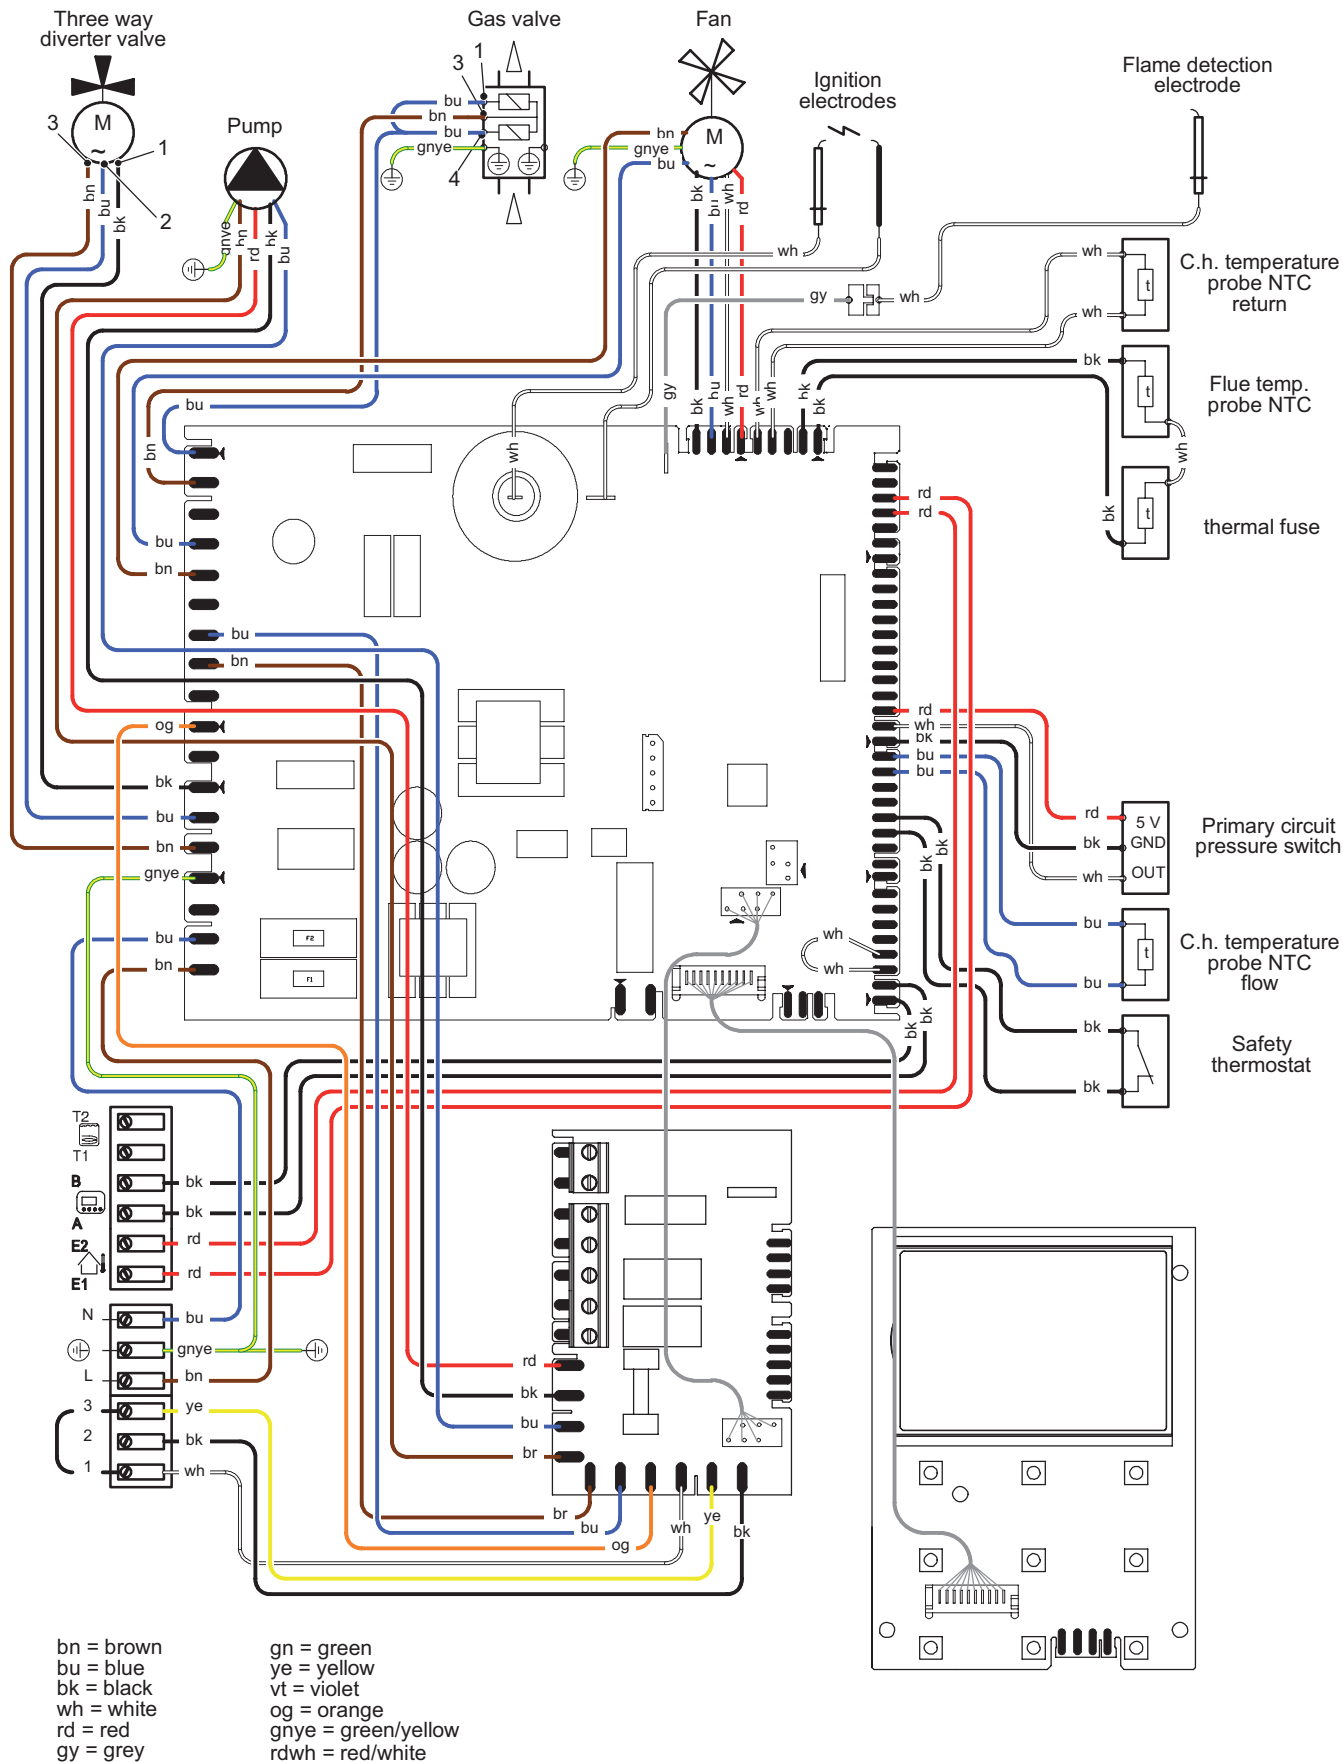 Three way
diverter valve
Gas valve
Fan
Ignition
electrodes
Flame detection
electrode
Pump
3
M
~
1
2
bn
bu
bk
gnye
bn
rd
bk
bu
1
3
4
bu
bn
bu
gnye
bn
gnye
bu
M
~
bk
bu
wh
rd
wh
gy
wh
wh
wh
C.h. temperature
probe NTC
return
t
bk
Flue temp.
probe NTC
t
wh
thermal fuse
t
bk
gy
bk
bu
wh
rd
wh
wh
bk
bk
bu
bn
wh
rd
rd
bu
bn
bu
bn
og
bk
bu
bn
gnye
bu
bn
F2
F1
rd
wh
bk
bu
bu
rd
bk
wh
5 V
GND
OUT
Primary circuit
pressure switch
bk
bk
wh
wh
bu
bu
t
C.h. temperature
probe NTC
flow
bk
bk
bk
bk
Safety
thermostat
T2
T1
B
bk
A
bk
E2
rd
E1
rd
N
bu
gnye
L
bn
3
ye
2
bk
1
wh
rd
bk
bu
br
br
bu
og
wh
ye
bk
bn = brown
bu = blue
bk = black
wh = white
rd = red
gy = grey
gn = green
ye = yellow
vt = violet
og = orange
gnye = green/yellow
rdwh = red/white